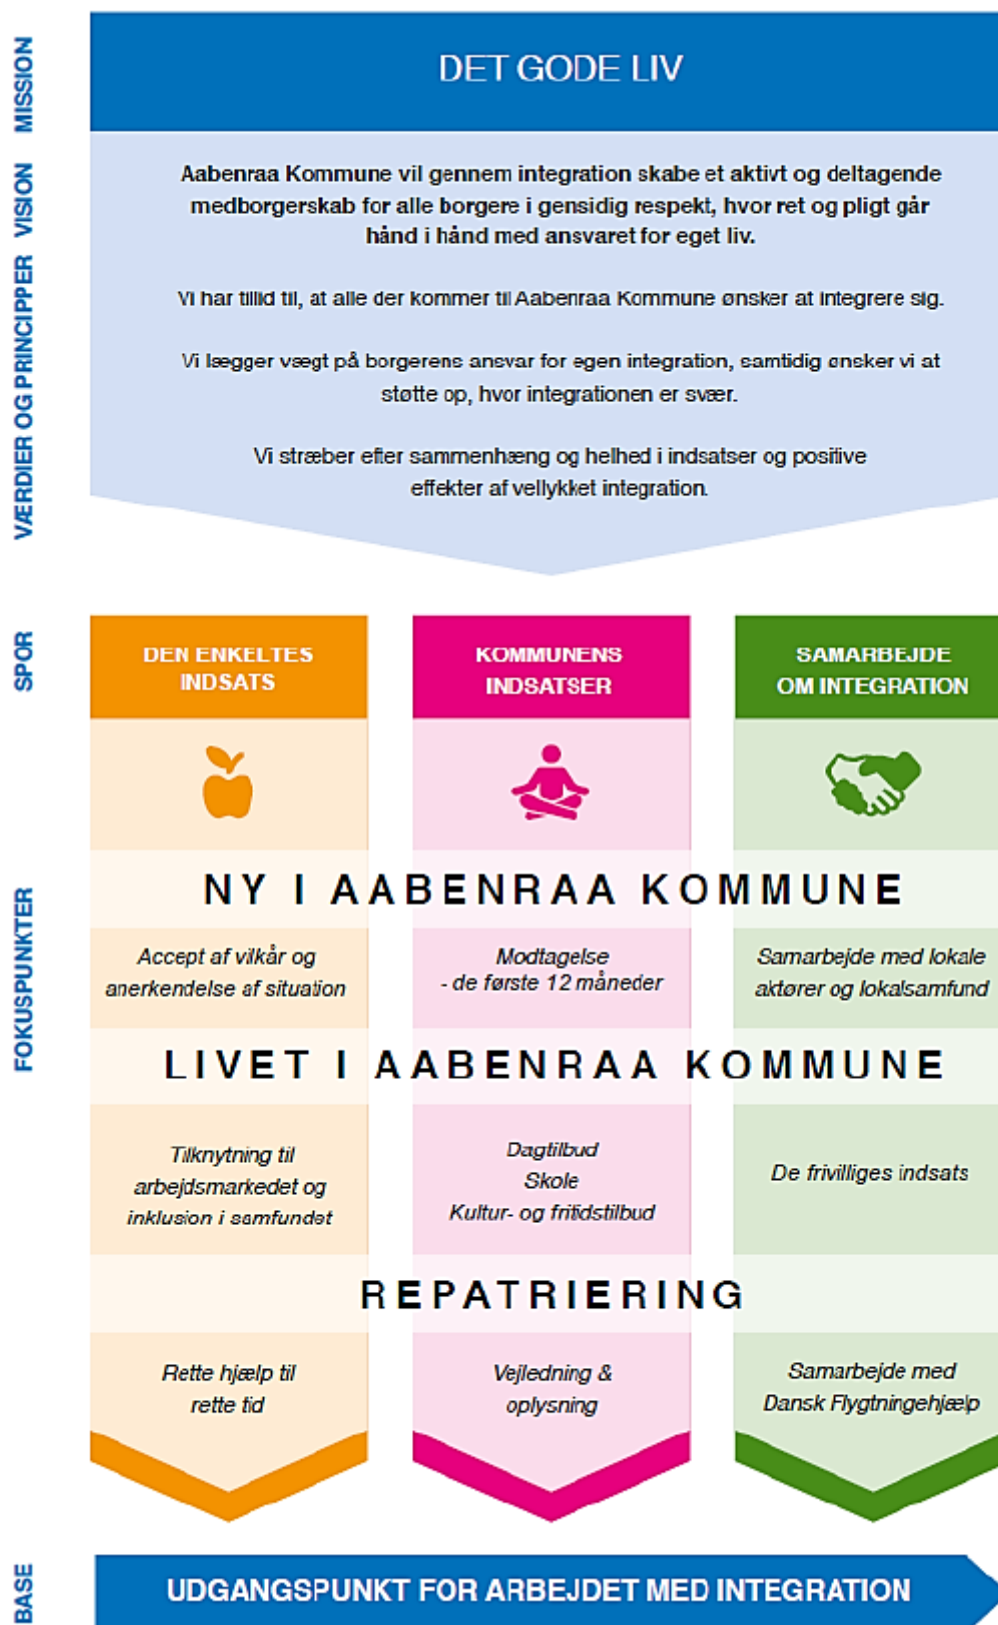 MISSION
DET GODE LIV
VISION
Aabenraa Kommune vil gennem integration skabe et aktivt og deltagende
medborgerskab for alle borgere i gensidig respekt, hvor ret og pligt går
hånd i hånd med ansvaret for eget liv.
VÆRDIER OG PRINCIPPER
Vi har tillid til, at alle der kommer til Aabenraa Kommune ønsker at integrere sig.
Vi lægger vægt på borgerens ansvar for egen integration, samtidig ønsker vi at
støtte op, hvor integrationen er svær.
Vi stræber efter sammenhæng og helhed i indsatser og positive
effekter af vellykket integration.
SPOR
DEN ENKELTES
INDSATS
KOMMUNENS
INDSATSER
SAMARBEJDE
OM INTEGRATION
FOKUSPUNKTER
NY I AABENRAA KOMMUNE
Accept af vilkår og
anerkendelse af situation
Modtagelse
- de første 12 måneder
Samarbejde med lokale
aktører og lokalsamfund
LIVET I AABENRAA KOMMUNE
Tilknytning til
arbejdsmarkedet og
inklusion i samfundet
Dagtilbud
Skole
Kultur- og fritidstilbud
De frivilliges indsats
REPATRIERING
Rette hjælp til
rette tid
Vejledning &
oplysning
Samarbejde med
Dansk Flygtningehjælp
BASE
UDGANGSPUNKT FOR ARBEJDET MED INTEGRATION